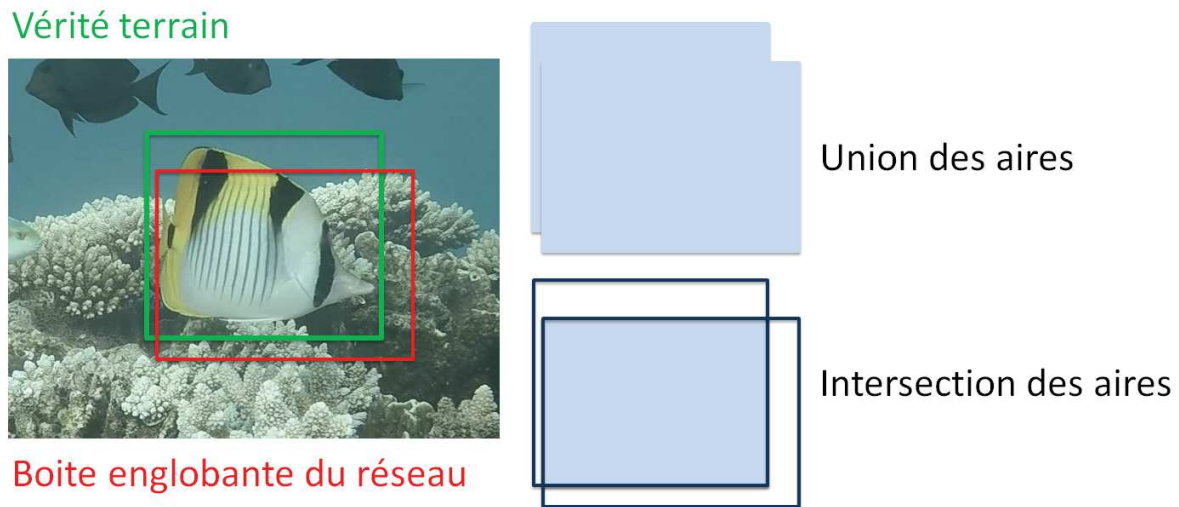 Vérité terrain
Union des aires
Intersection des aires
Boite englobante du réseau